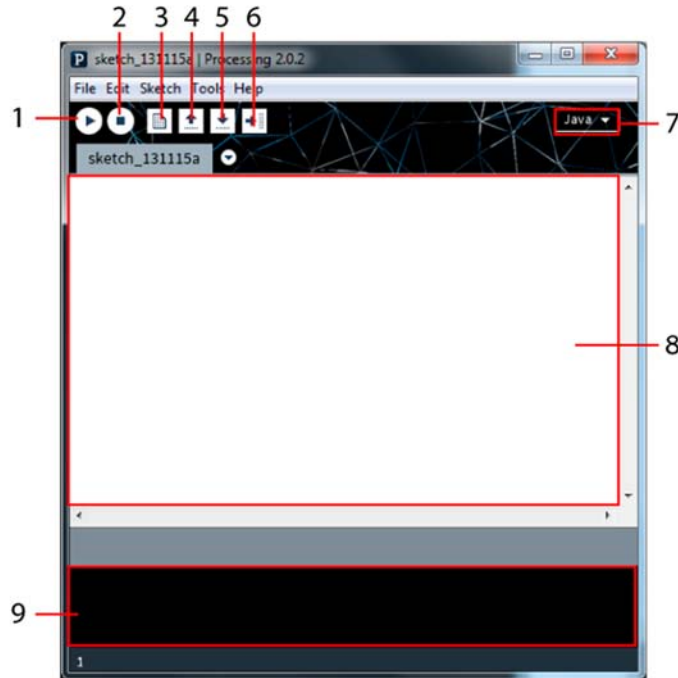 2 3 4 5 6
sketch_131115a | Processing 2.0.2
File Edit Sketch Tools Help
1
Java
7
sketch_131115a
8
9
1